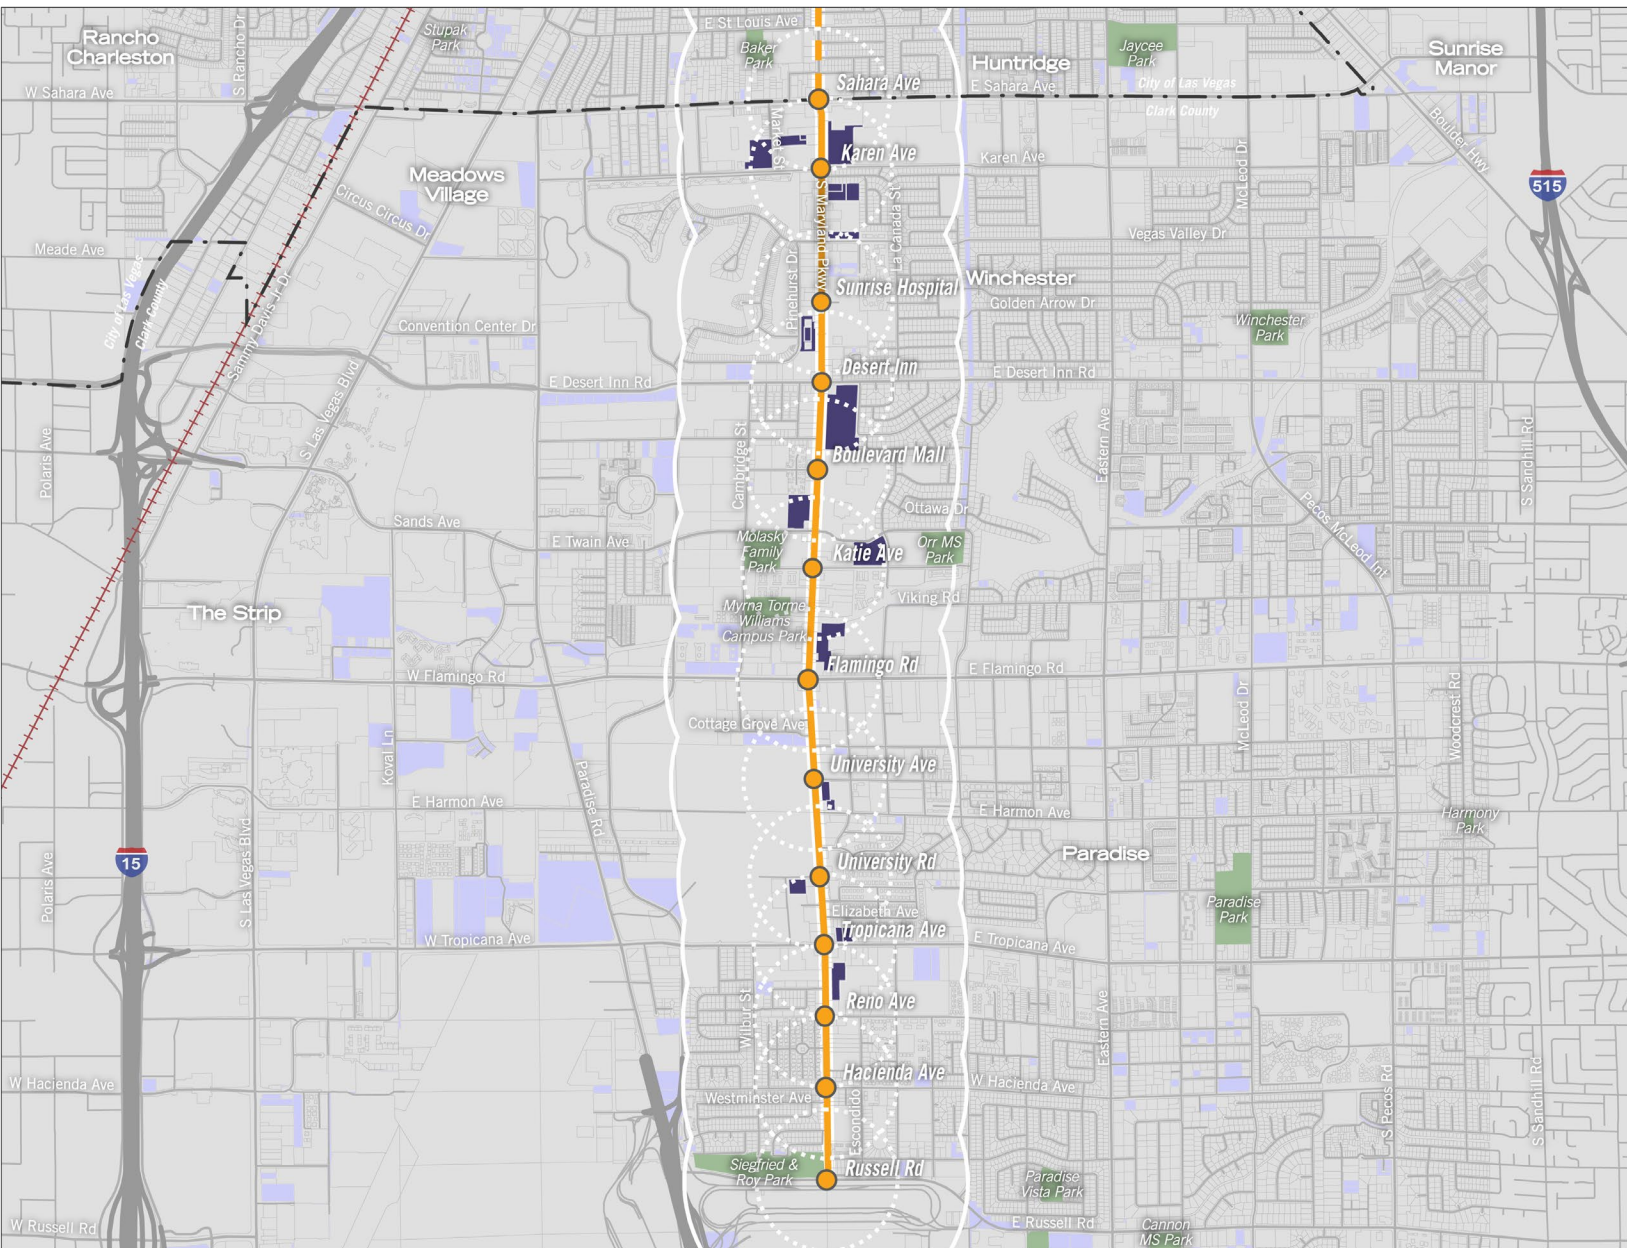 E St Louis Ave
Rancho
Charleston
S Rancho Dr
Stupak
Park
Baker
Park
Huntridge
Jaycee
Park
Sunrise
Manor
W Sahara Ave
Sahara Ave
E Sahara Ave
City of Las Vegas
Clark County
Boulder Hwy
Market St
Karen Ave
Karen Ave
McLeod Dr
515
Meadows
Village
Circus Circus Dr
S Maryland Pkwy
La Canada St
Vegas Valley Dr
Meade Ave
City of Las Vegas
Clark County
Sammy Davis Jr Dr
Pinehurst Dr
Sunrise Hospital
Winchester
Golden Arrow Dr
Winchester
Park
Convention Center Dr
S Las Vegas Blvd
E Desert Inn Rd
Desert Inn
E Desert Inn Rd
Polaris Ave
Cambridge St
Boulevard Mall
Eastern Ave
S Sandhill Rd
Pecos McLeod Int
Ottawa Dr
Sands Ave
E Twain Ave
Molasky
Family
Park
Katie Ave
Orr MS
Park
The Strip
Myrna Torme
Williams
Campus Park
Viking Rd
W Flamingo Rd
Flamingo Rd
E Flamingo Rd
McLeod Dr
Woodcrest Rd
Cottage Grove Ave
Koval Ln
Paradise Rd
University Ave
E Harmon Ave
E Harmon Ave
Harmony
Park
Polaris Ave
15
S Las Vegas Blvd
University Rd
Paradise
Paradise
Park
Elizabeth Ave
W Tropicana Ave
Tropicana Ave
E Tropicana Ave
Wilbur St
Reno Ave
Eastern Ave
W Hacienda Ave
Hacienda Ave
W Hacienda Ave
Westminster Ave
Escondido
S Pecos Rd
S Sandhill Rd
Siegfried &
Roy Park
Russell Rd
Paradise
Vista Park
W Russell Rd
E Russell Rd
Cannon
MS Park